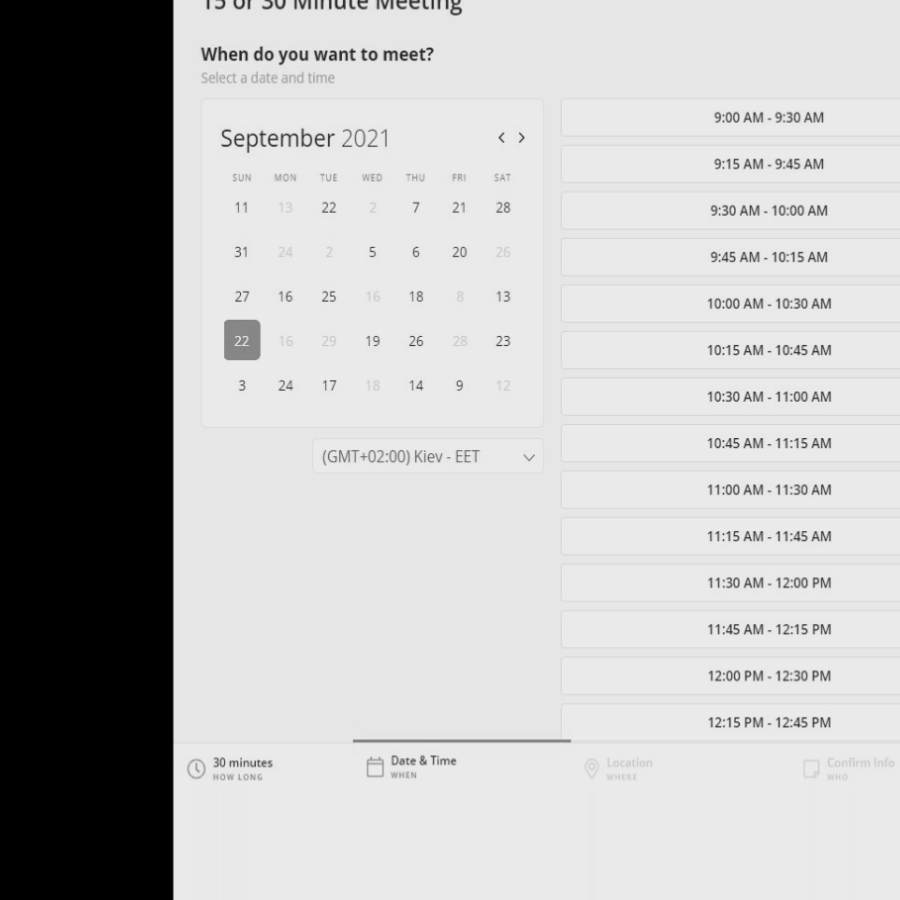 15 or 30 Minute Meeting
When do you want to meet?
Select a date and time
September 2021
SUN MON TUE WED THU FRI SAT
11 13 22 2 7 21 28
31 24 2 5 6 20 26
27 16 25 16 18 8 13
22 16 29 19 26 28 23
3 24 17 18 14 9 12
(GMT+02:00) Kiev - EET
9:00 AM - 9:30 AM
9:15 AM - 9:45 AM
9:30 AM - 10:00 AM
9:45 AM - 10:15 AM
10:00 AM - 10:30 AM
10:15 AM - 10:45 AM
10:30 AM - 11:00 AM
10:45 AM - 11:15 AM
11:00 AM - 11:30 AM
11:15 AM - 11:45 AM
11:30 AM - 12:00 PM
11:45 AM - 12:15 PM
12:00 PM - 12:30 PM
12:15 PM - 12:45 PM
30 minutes
HOW LONG
Date & Time
WHEN
Location
WHERE
Confirm Info
WHO